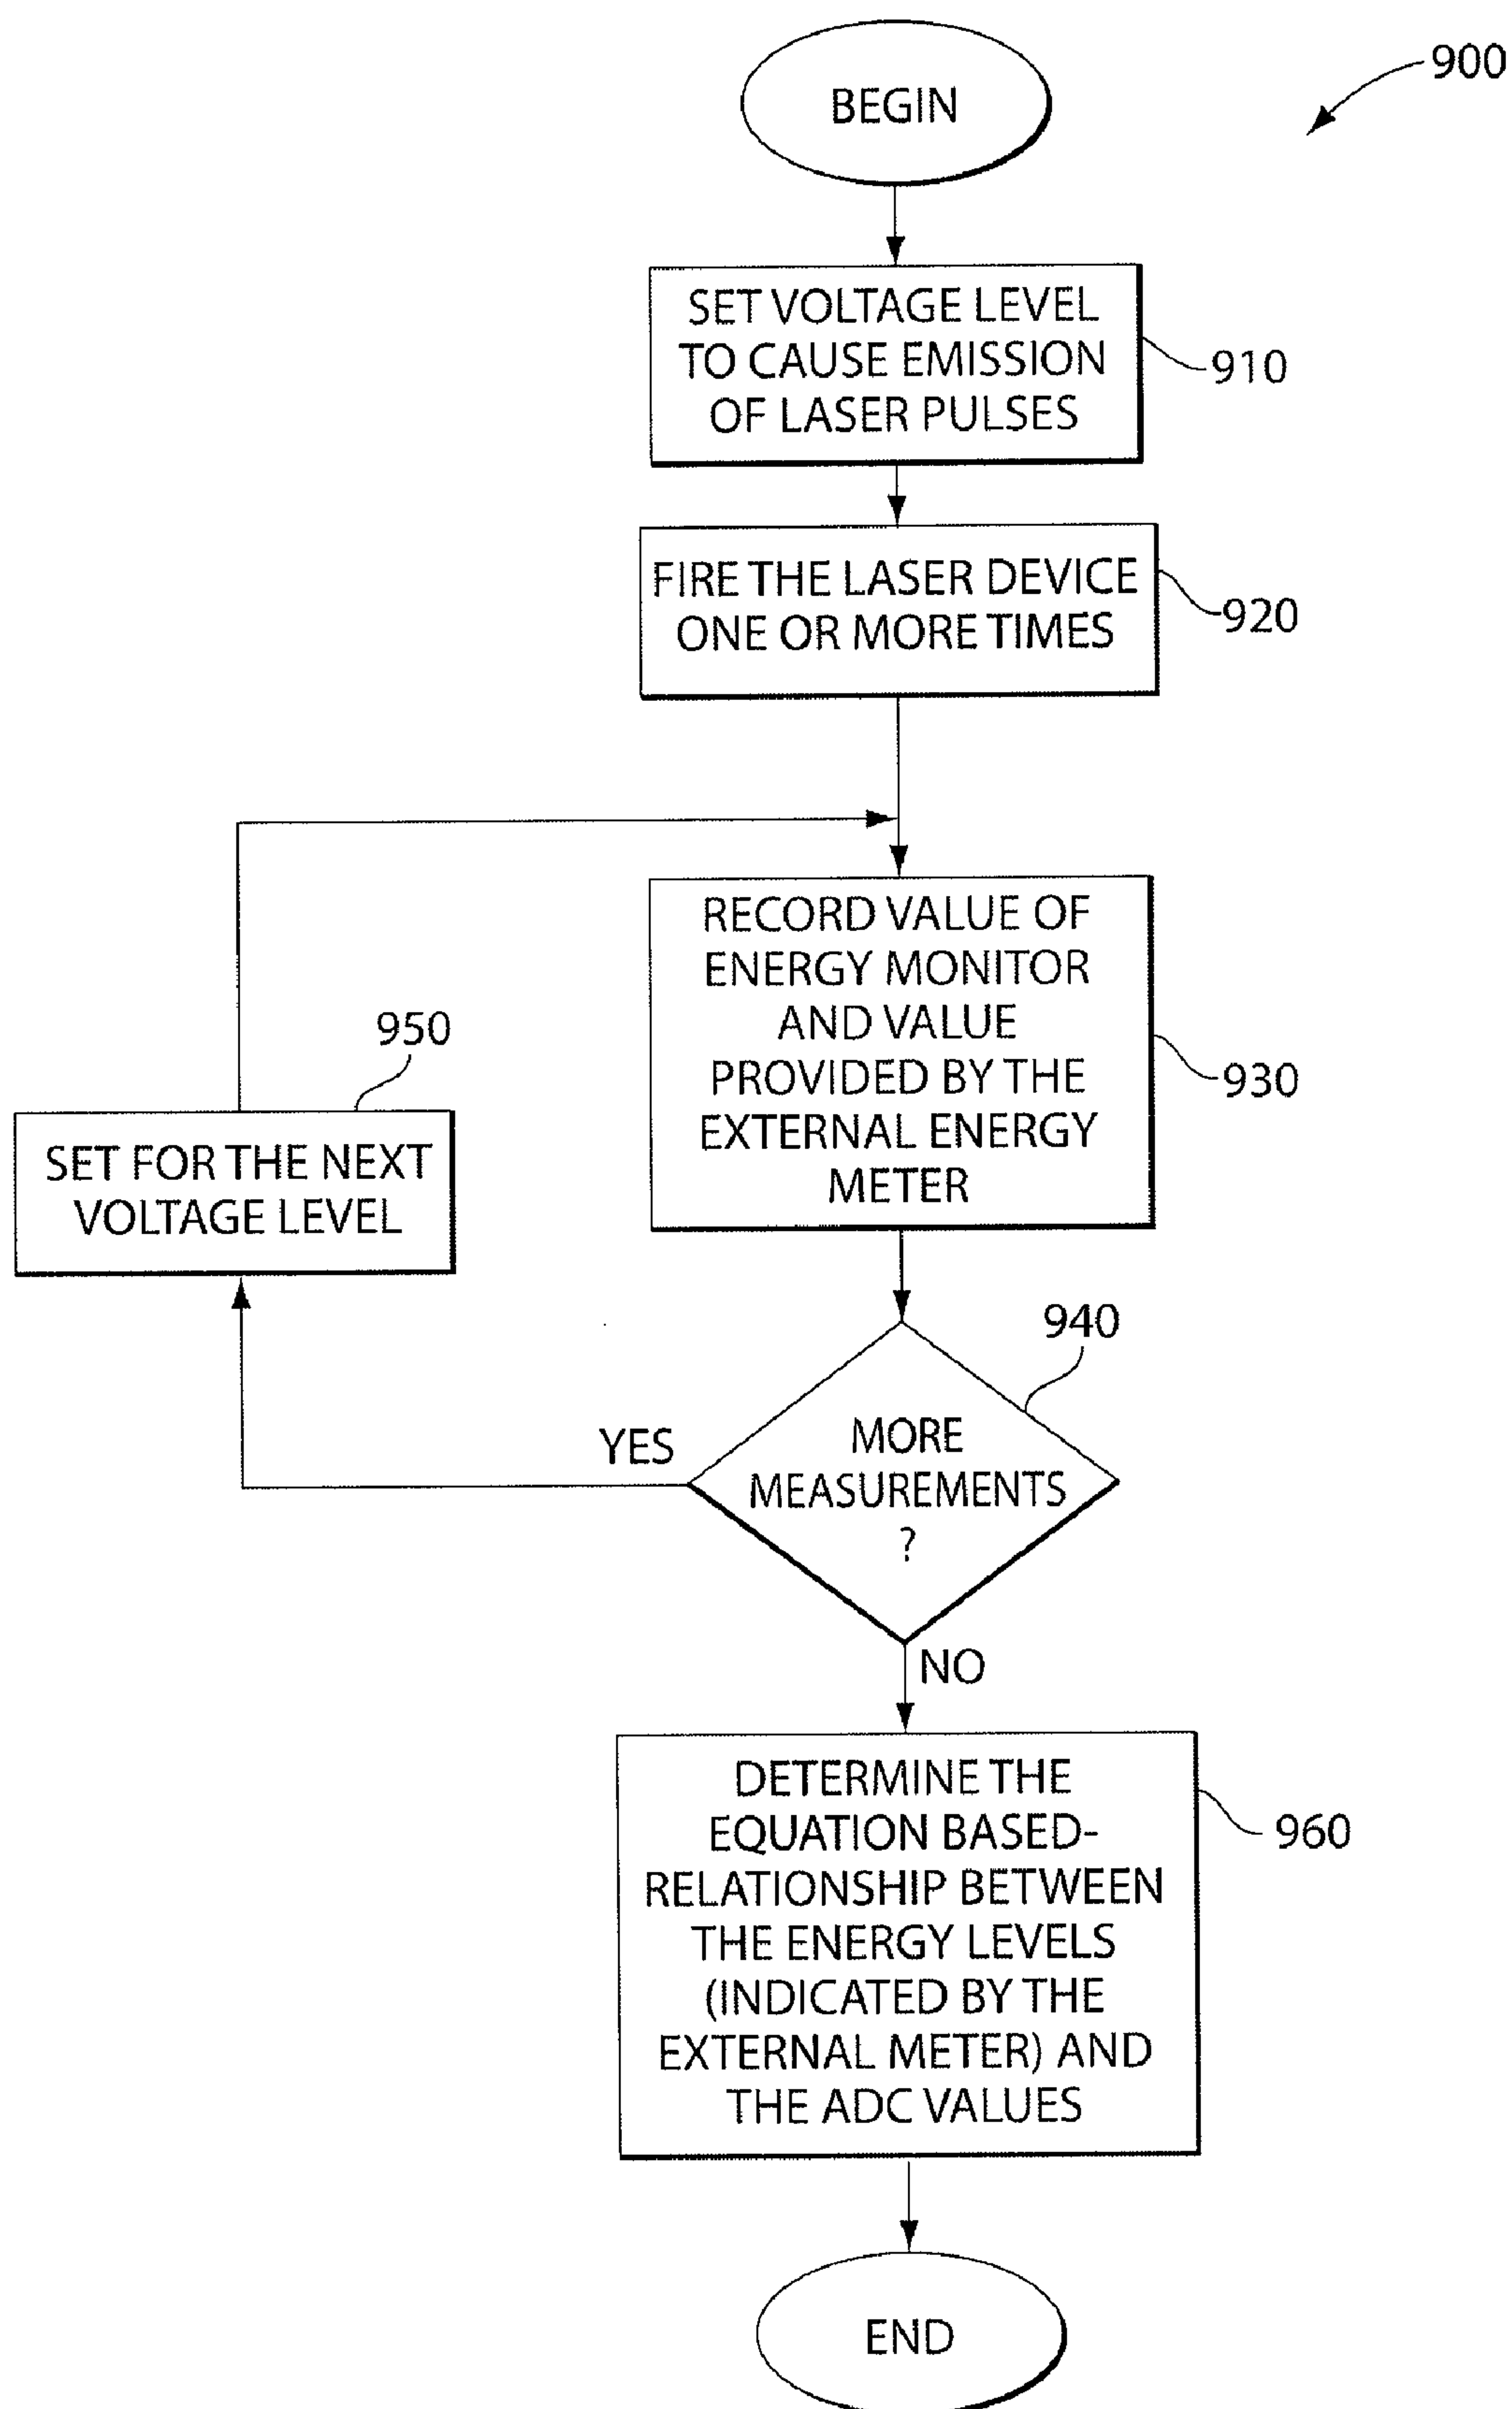 900
BEGIN
SET VOLTAGE LEVEL
TO CAUSE EMISSION
OF LASER PULSES
910
FIRE THE LASER DEVICE
ONE OR MORE TIMES
920
RECORD VALUE OF
ENERGY MONITOR
AND VALUE
PROVIDED BY THE
EXTERNAL ENERGY
METER
930
950
SET FOR THE NEXT
VOLTAGE LEVEL
940
YES
MORE
MEASUREMENTS
?
NO
DETERMINE THE
EQUATION BASED-
RELATIONSHIP BETWEEN
THE ENERGY LEVELS
(INDICATED BY THE
EXTERNAL METER) AND
THE ADC VALUES
960
END